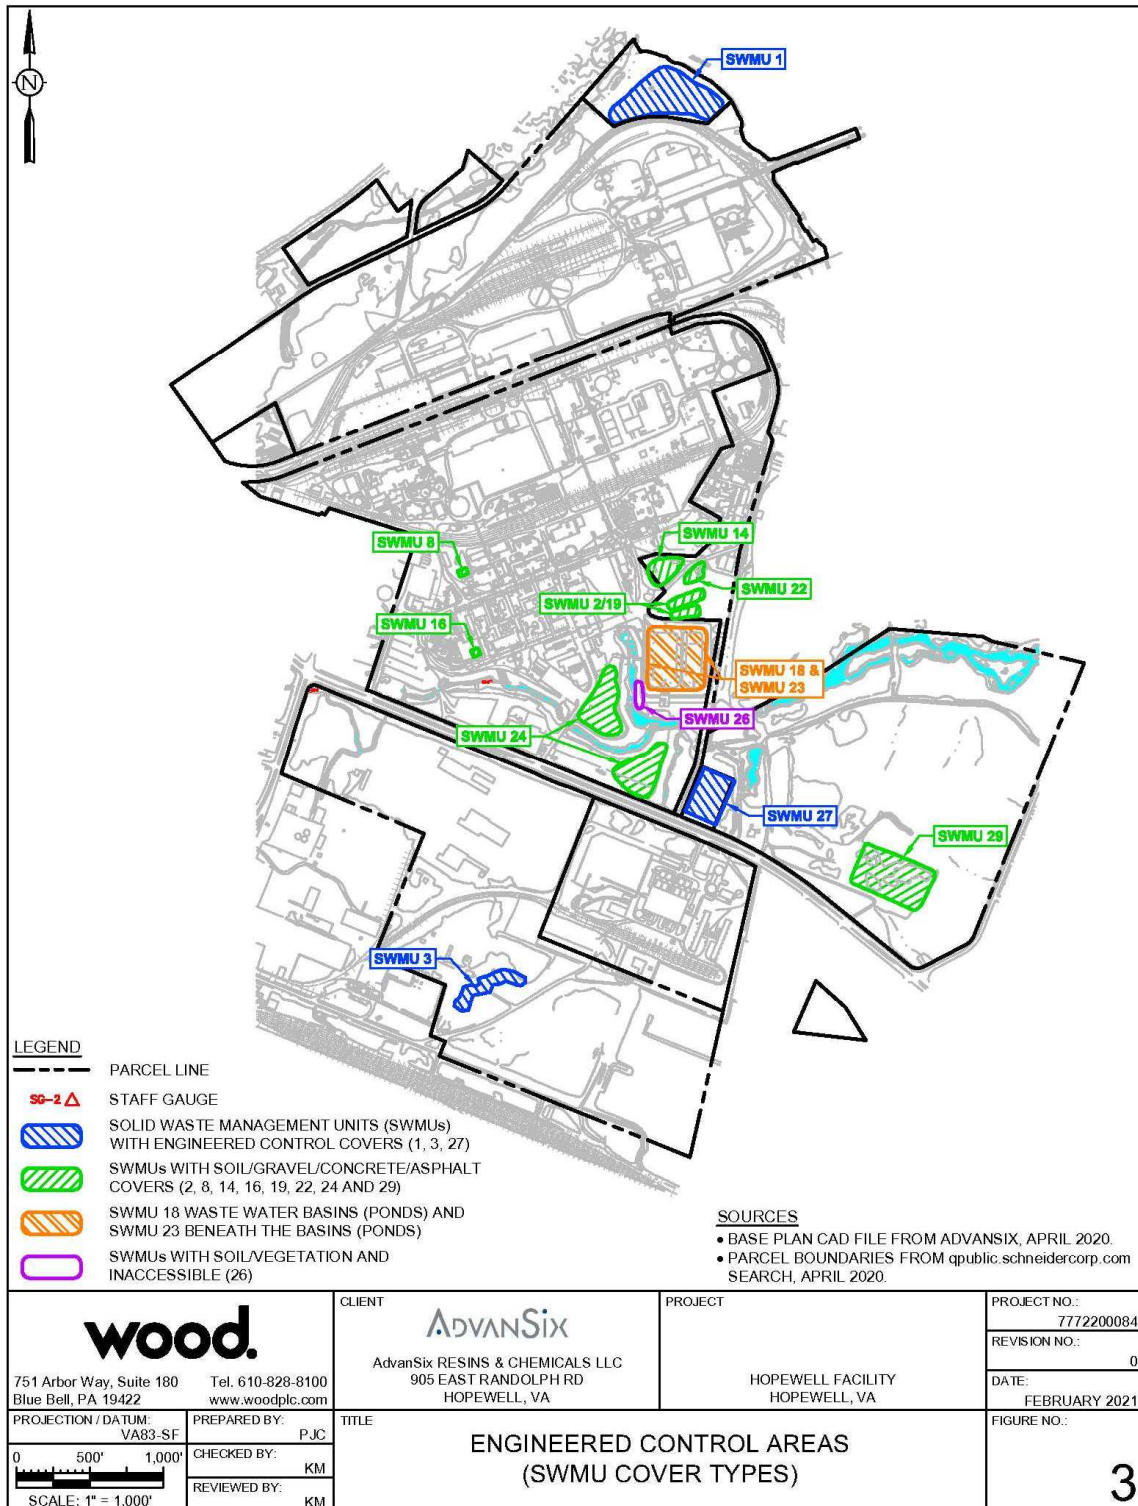 N
SWMU 1
SWMU 8
SWMU 14
SWMU 22
SWMU 2/19
SWMU 16
SWMU 18 &
SWMU 23
SWMU 26
SWMU 24
SWMU 27
SWMU 29
SWMU 3
LEGEND
PARCEL LINE
SG-2 STAFF GAUGE
SOLID WASTE MANAGEMENT UNITS (SWMUs)
WITH ENGINEERED CONTROL COVERS (1, 3, 27)
SWMUs WITH SOIL/GRAVEL/CONCRETE/ASPHALT
COVERS (2, 8, 14, 16, 19, 22, 24 AND 29)
SWMU 18 WASTE WATER BASINS (PONDS) AND
SWMU 23 BENEATH THE BASINS (PONDS)
SWMUs WITH SOIL/VEGETATION AND
INACCESSIBLE (26)
SOURCES
• BASE PLAN CAD FILE FROM ADVANSIX, APRIL 2020.
• PARCEL BOUNDARIES FROM qpublic.schneidercorp.com
SEARCH, APRIL 2020.
wood.
751 Arbor Way, Suite 180 Tel. 610-828-8100
Blue Bell, PA 19422 www.woodplc.com
CLIENT
ADVANSIX
AdvanSix RESINS & CHEMICALS LLC
905 EAST RANDOLPH RD
HOPEWELL, VA
PROJECT
HOPEWELL FACILITY
HOPEWELL, VA
PROJECT NO.:
7772200084
REVISION NO.:
0
DATE:
FEBRUARY 2021
PROJECTION / DATUM:
VA83-SF
PREPARED BY:
PJC
CHECKED BY:
KM
REVIEWED BY:
KM
0 500' 1,000'
SCALE: 1" = 1,000'
TITLE
ENGINEERED CONTROL AREAS
(SWMU COVER TYPES)
FIGURE NO.:
3